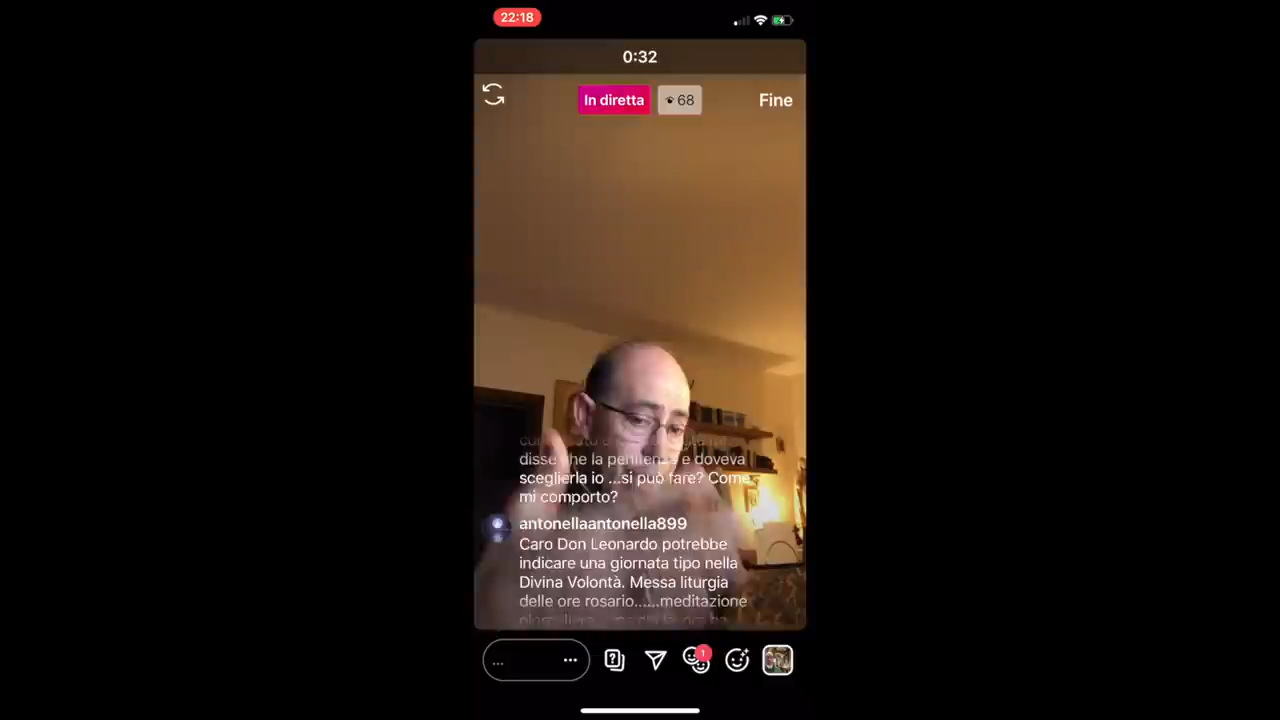 22:18
0:32
In diretta
68
Fine
disse che la penitenza e doveva
sceglierla io ...si può fare? Come
mi comporto?
antonellaantonella899
Caro Don Leonardo potrebbe
indicare una giornata tipo nella
Divina Volontà. Messa liturgia
delle ore rosario......meditazione
...
1